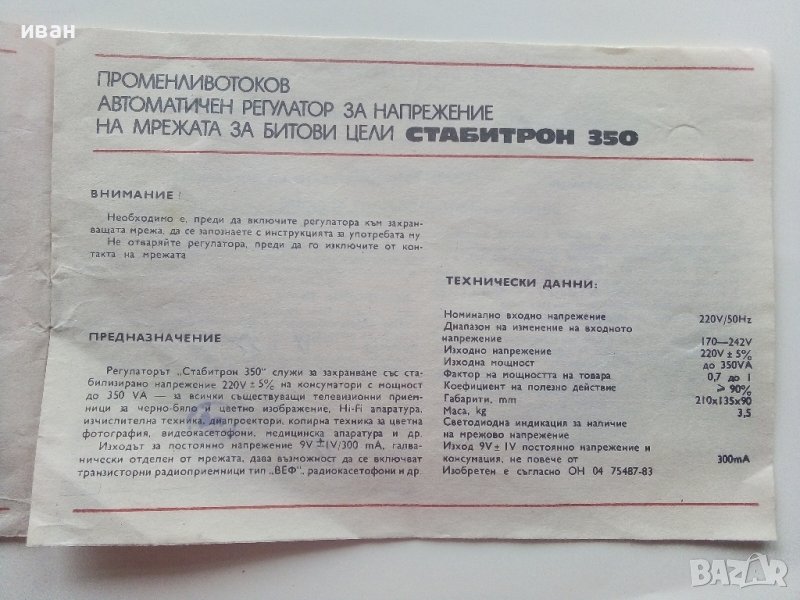 иван
ПРОМЕНЛИВОТОКОВ
АВТОМАТИЧЕН РЕГУЛАТОР ЗА НАПРЕЖЕНИЕ
НА МРЕЖАТА ЗА БИТОВИ ЦЕЛИ СТАБИТРОН 350
ВНИМАНИЕ!
Необходимо е, преди да включите регулатора към захран-
ващата мрежа, да се запознаете с инструкцията за употребата му
Не отваряйте регулатора, преди да го изключите от кон-
такта на мрежата
ПРЕДНАЗНАЧЕНИЕ
Регулаторът „Стабитрон 350" служи за захранване със ста-
билизирано напрежение 220V ± 5% на консуматори с мощност
до 350 VA — за всички съществуващи телевизионни прием-
ници за черно-бяло и цветно изображение, Hi-Fi апаратура,
изчислителна техника, диапроектори, копирна техника за цветна
фотография, видеокасетофони, медицинска апаратура и др.
Изходът за постоянно напрежение 9V ± 1V/300 mA, галва-
нически отделен от мрежата, дава възможност да се включват
транзисторни радиоприемници тип „ВЕФ", радиокасетофони и др
ТЕХНИЧЕСКИ ДАННИ:
Номинално входно напрежение 220V/50Hz
Диапазон на изменение на входното
напрежение 170—242V
Изходно напрежение 220V ± 5%
Изходна мощност до 350VA
Фактор на мощността на товара 0,7 до 1
Коефициент на полезно действие ⩾ 90%
Габарити, mm 210x135x90
Маса, kg 3,5
Светодиодна индикация за наличие
на мрежово напрежение
Изход 9V ± 1V постоянно напрежение и
консумация, не повече от 300mA
Изобретен е съгласно ОН 04 75487-83
BAZAR